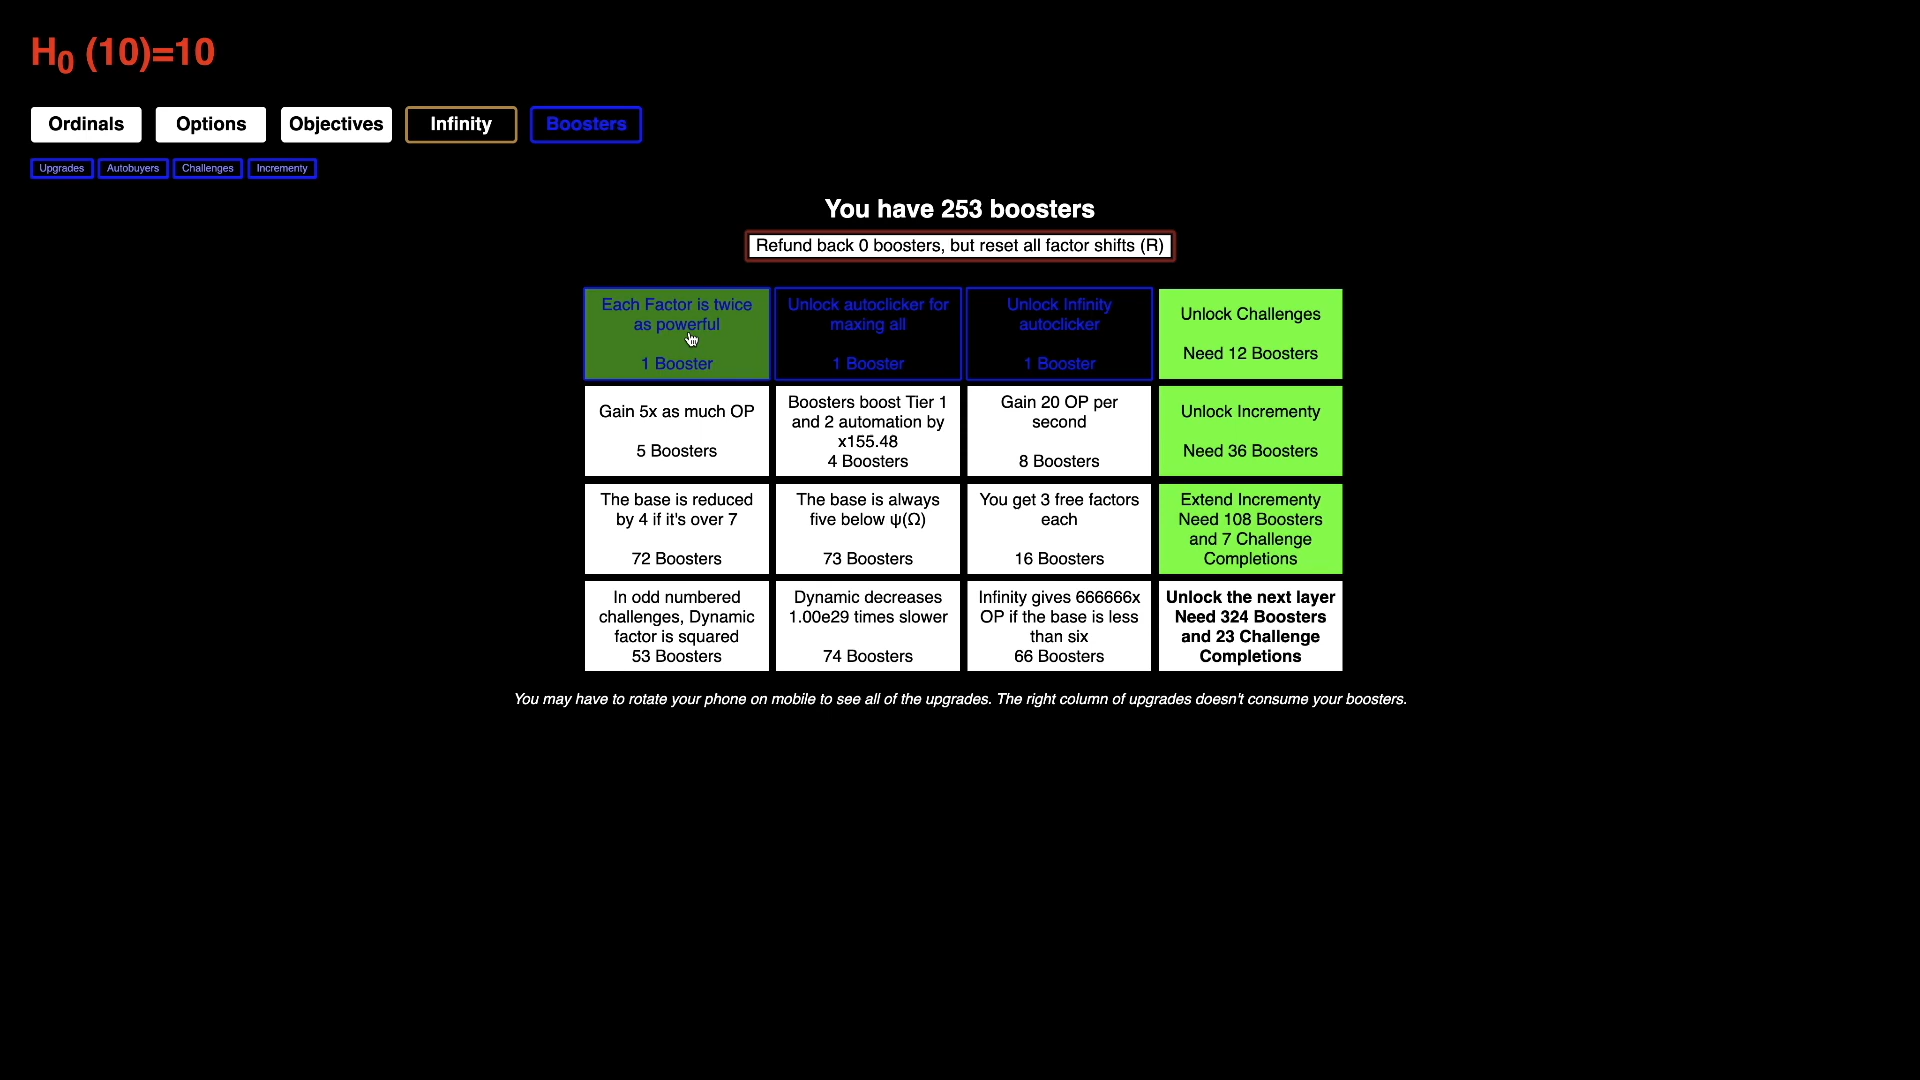 H0 (10)=10
Ordinals
Options
Objectives
Infinity
Boosters
Upgrades
Autobuyers
Challenges
Incrementy
You have 253 boosters
Refund back 0 boosters, but reset all factor shifts (R)
Each Factor is twice
as powerful
1 Booster
Unlock autoclicker for
maxing all
1 Booster
Unlock Infinity
autoclicker
1 Booster
Unlock Challenges
Need 12 Boosters
Gain 5x as much OP
5 Boosters
Boosters boost Tier 1
and 2 automation by
x155.48
4 Boosters
Gain 20 OP per
second
8 Boosters
Unlock Incrementy
Need 36 Boosters
The base is reduced
by 4 if it's over 7
72 Boosters
The base is always
five below ψ(Ω)
73 Boosters
You get 3 free factors
each
16 Boosters
Extend Incrementy
Need 108 Boosters
and 7 Challenge
Completions
In odd numbered
challenges, Dynamic
factor is squared
53 Boosters
Dynamic decreases
1.00e29 times slower
74 Boosters
Infinity gives 666666x
OP if the base is less
than six
66 Boosters
Unlock the next layer
Need 324 Boosters
and 23 Challenge
Completions
You may have to rotate your phone on mobile to see all of the upgrades. The right column of upgrades doesn't consume your boosters.